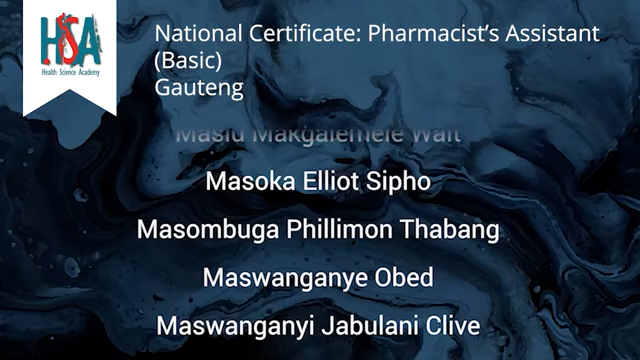 HSA
Health Science Academy
National Certificate: Pharmacist's Assistant
(Basic)
Gauteng
Masoka Elliot Sipho
Masombuga Phillimon Thabang
Maswanganye Obed
Maswanganyi Jabulani Clive